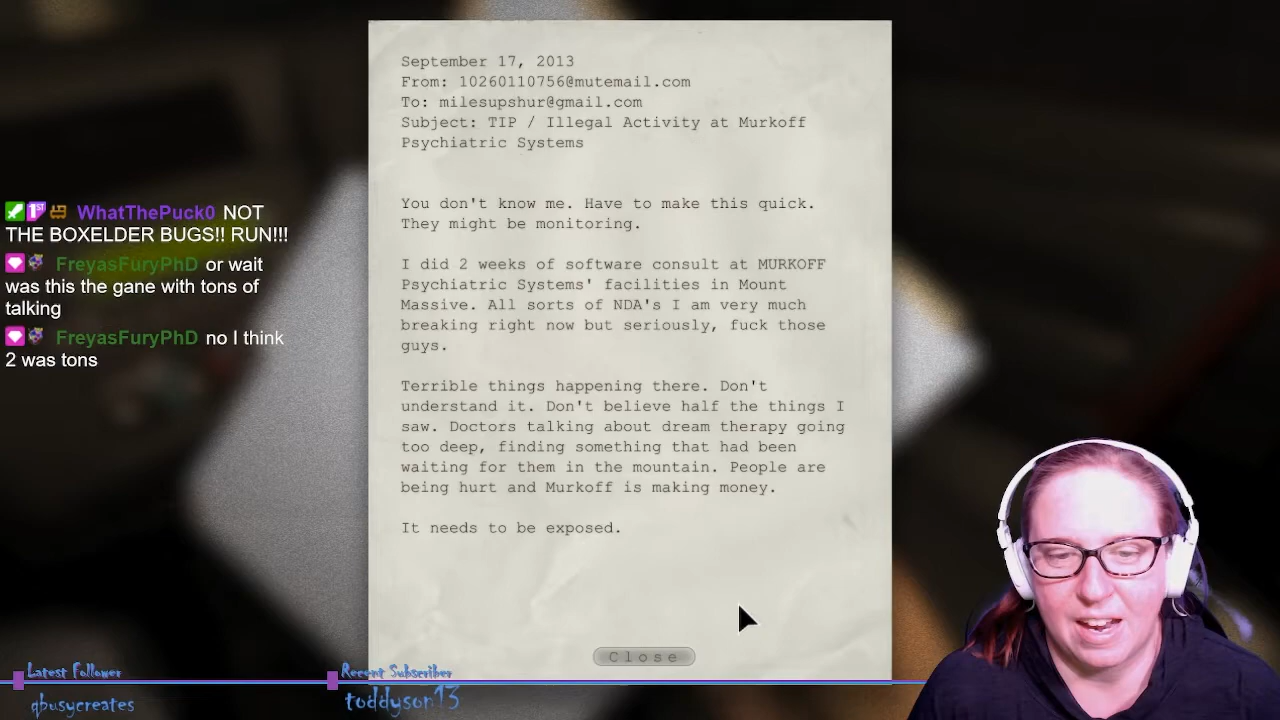 September 17, 2013
From: 10260110756@mutemail.com
To: milesupshur@gmail.com
Subject: TIP / Illegal Activity at Murkoff
Psychiatric Systems
You don't know me. Have to make this quick.
They might be monitoring.
I did 2 weeks of software consult at MURKOFF
Psychiatric Systems' facilities in Mount
Massive. All sorts of NDA's I am very much
breaking right now but seriously, fuck those
guys.
Terrible things happening there. Don't
understand it. Don't believe half the things I
saw. Doctors talking about dream therapy going
too deep, finding something that had been
waiting for them in the mountain. People are
being hurt and Murkoff is making money.
It needs to be exposed.
Close
WhatThePuck0 NOT
THE BOXELDER BUGS!! RUN!!!
FreyasFuryPhD or wait
was this the gane with tons of
talking
FreyasFuryPhD no I think
2 was tons
Latest Follower
qbusycreates
Recent Subscriber
toddyson13